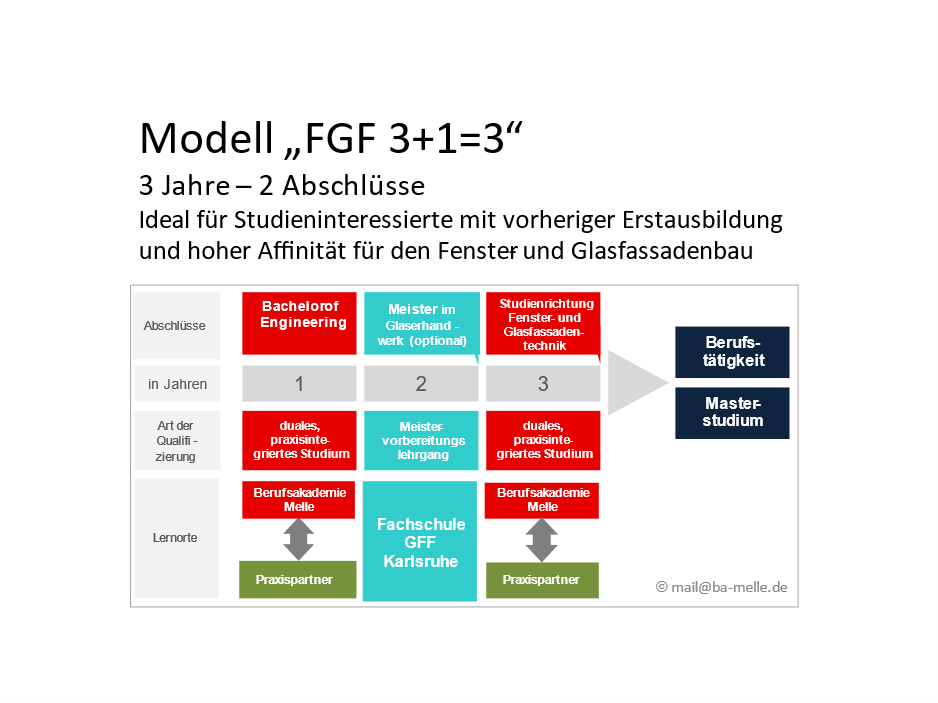 Modell „FGF 3+1=3“
3 Jahre – 2 Abschlüsse
Ideal für Studieninteressierte mit vorheriger Erstausbildung
und hoher Affinität für den Fenster- und Glasfassadenbau
Abschlüsse
Bachelorof
Engineering
Meister im
Glaserhand -
werk (optional)
Studienrichtung
Fenster- und
Glasfassaden-
technik
in Jahren
1
2
3
Berufs-
tätigkeit
Master-
studium
Art der
Qualifi -
zierung
duales,
praxisinte-
griertes Studium
Meister-
vorbereitungs
lehrgang
duales,
praxisinte-
griertes Studium
Lernorte
Berufsakademie
Melle
Praxispartner
Fachschule
GFF
Karlsruhe
Berufsakademie
Melle
Praxispartner
© mail@ba-melle.de